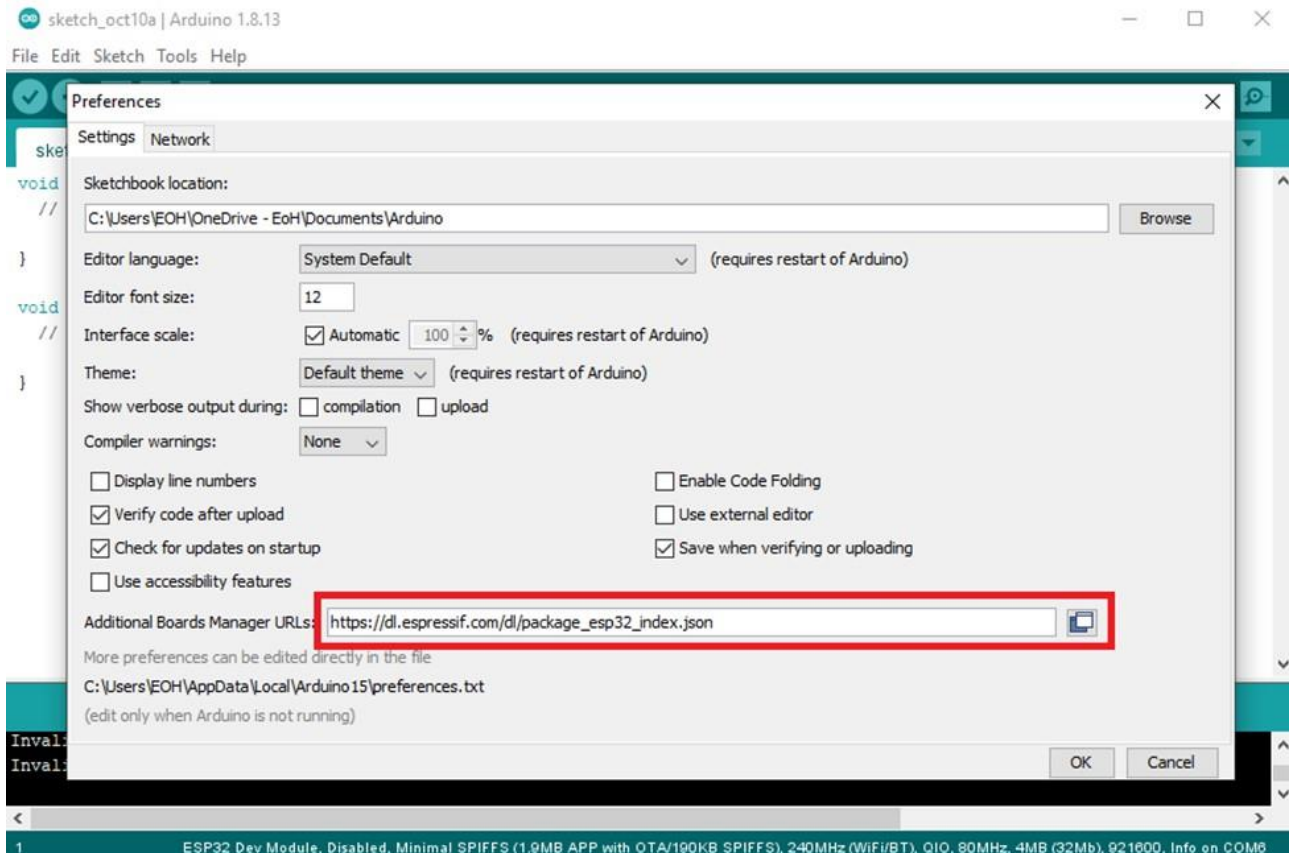 sketch_oct10a | Arduino 1.8.13
File Edit Sketch Tools Help
Preferences
Settings Network
void
//
}
void
//
}
Sketchbook location:
C:\Users\EOH\OneDrive - EoH\Documents\Arduino Browse
Editor language: System Default (requires restart of Arduino)
Editor font size: 12
Interface scale: Automatic 100 % (requires restart of Arduino)
Theme: Default theme (requires restart of Arduino)
Show verbose output during: compilation upload
Compiler warnings: None
Display line numbers Enable Code Folding
Verify code after upload Use external editor
Check for updates on startup Save when verifying or uploading
Use accessibility features
Additional Boards Manager URLs: https://dl.espressif.com/dl/package_esp32_index.json
More preferences can be edited directly in the file
C:\Users\EOH\AppData\Local\Arduino15\preferences.txt
(edit only when Arduino is not running)
OK Cancel
1 ESP32 Dev Module, Disabled, Minimal SPIFFS (1.9MB APP with OTA/190KB SPIFFS), 240MHz (WiFi/BT), QIO, 80MHz, 4MB (32Mb), 921600, Info on COM6